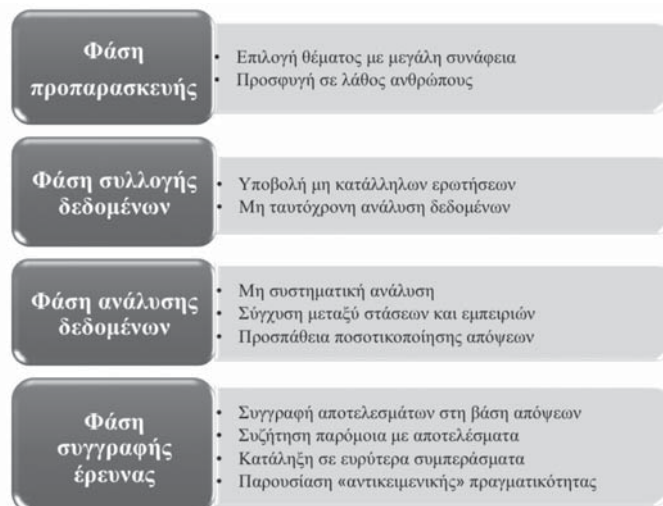 Φάση
προπαρασκευής
• Επιλογή θέματος με μεγάλη συνάφεια
• Προσφυγή σε λάθος ανθρώπους
Φάση συλλογής
δεδομένων
• Υποβολή μη κατάλληλων ερωτήσεων
• Μη ταυτόχρονη ανάλυση δεδομένων
Φάση ανάλυσης
δεδομένων
• Μη συστηματική ανάλυση
• Σύγχυση μεταξύ στάσεων και εμπειριών
• Προσπάθεια ποσοτικοποίησης απόψεων
Φάση
συγγραφής
έρευνας
• Συγγραφή αποτελεσμάτων στη βάση απόψεων
• Συζήτηση παρόμοια με αποτελέσματα
• Κατάληξη σε ευρύτερα συμπεράσματα
• Παρουσίαση «αντικειμενικής» πραγματικότητας